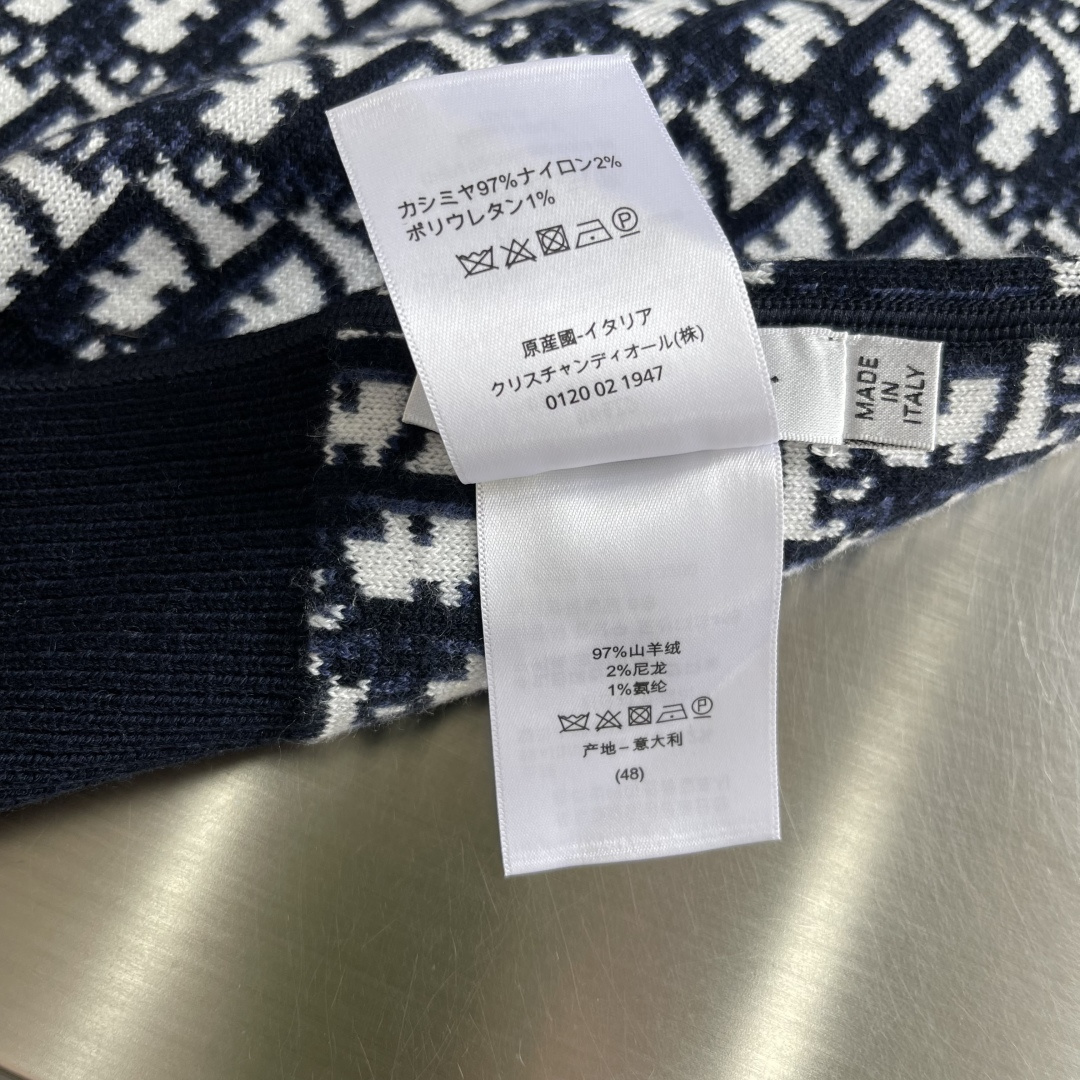 カシミヤ97%ナイロン2%
ポリウレタン1%
P
原産國-イタリア
クリスチャンディオール(株)
0120 02 1947
MADE
IN
ITALY
97%山羊绒
2%尼龙
1%氨纶
P
产地-意大利
(48)